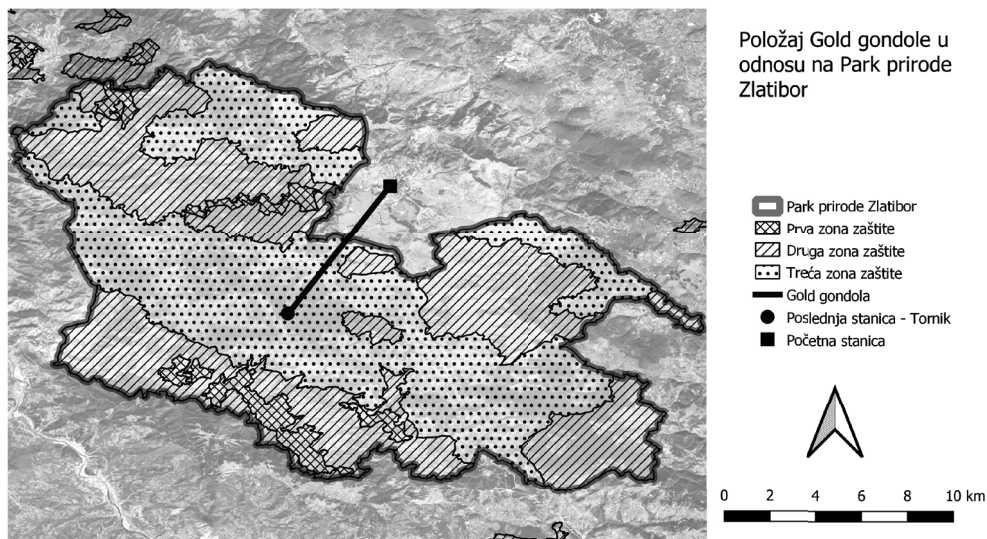 Položaj Gold gondole u
odnosu na Park prirode
Zlatibor
Park prirode Zlatibor
Prva zona zaštite
Druga zona zaštite
Treća zona zaštite
Gold gondola
Poslednja stanica - Tornik
Početna stanica
0 2 4 6 8 10 km